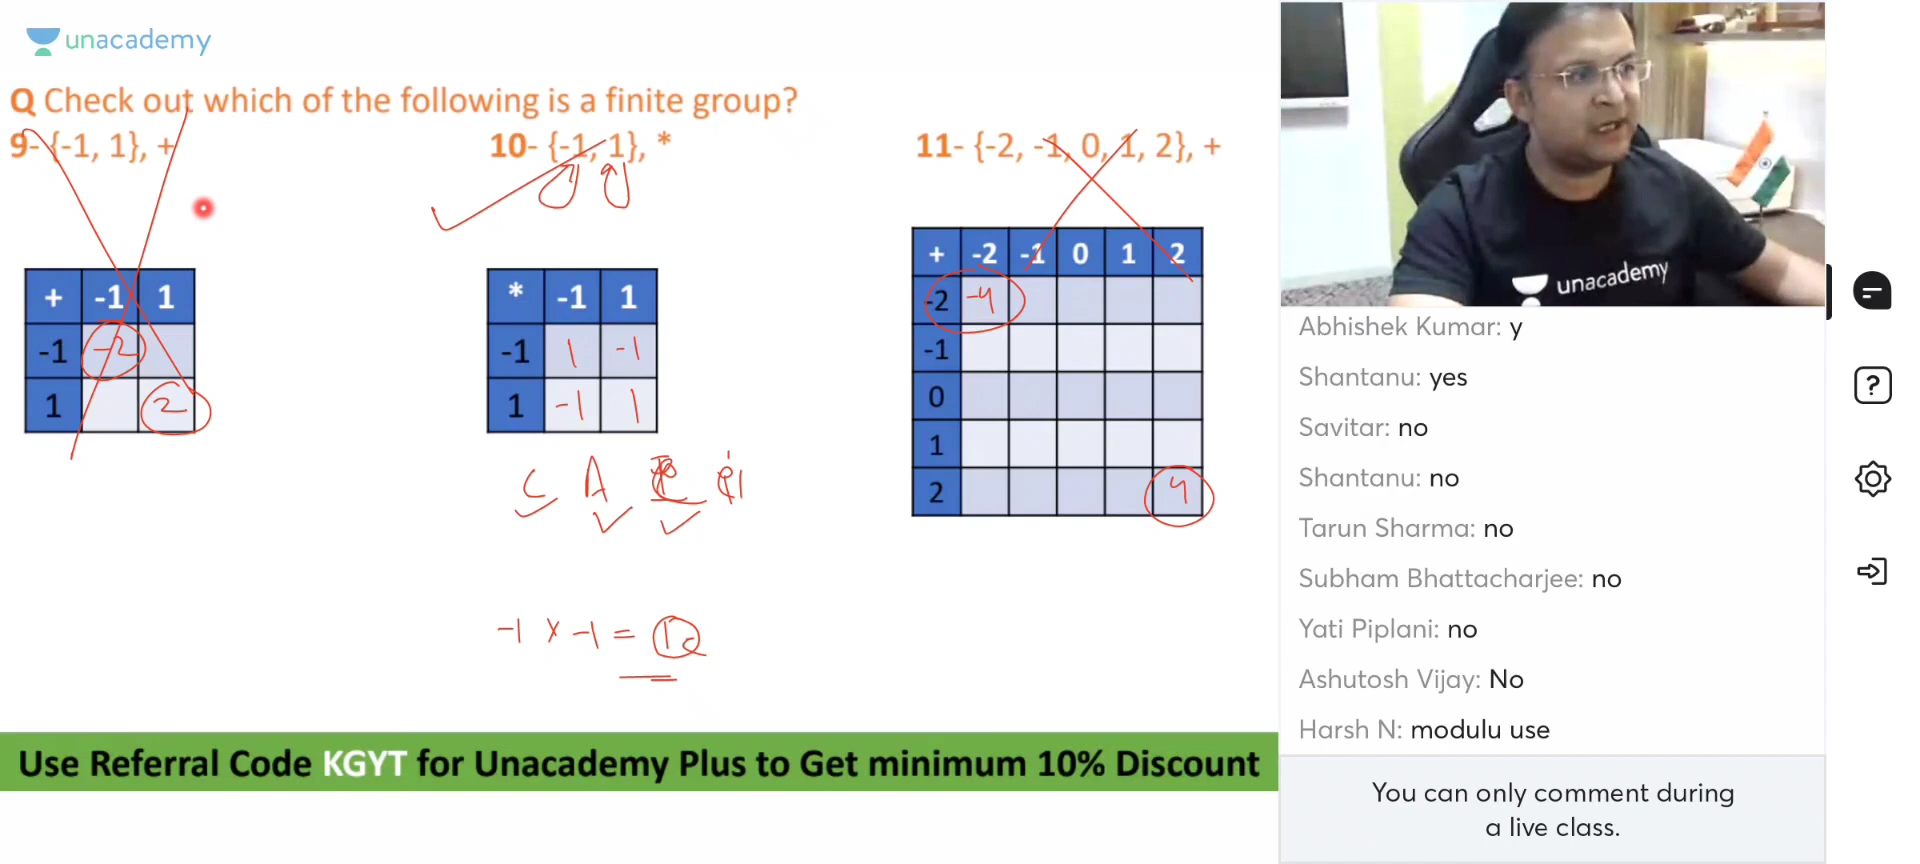 unacademy
Q Check out which of the following is a finite group?
9- {-1, 1}, +
10- {-1, 1}, *
11- {-2, -1, 0, 1, 2}, +
+ -1 1
-1 -2
1 2
* -1 1
-1 1 -1
1 -1 1
C A I
-1 × -1 = 1
+ -2 -1 0 1 2
-2 -4
-1
0
1
2 4
Use Referral Code KGYT for Unacademy Plus to Get minimum 10% Discount
unacademy
Abhishek Kumar: y
Shantanu: yes
Savitar: no
Shantanu: no
Tarun Sharma: no
Subham Bhattacharjee: no
Yati Piplani: no
Ashutosh Vijay: No
Harsh N: modulu use
You can only comment during
a live class.
?